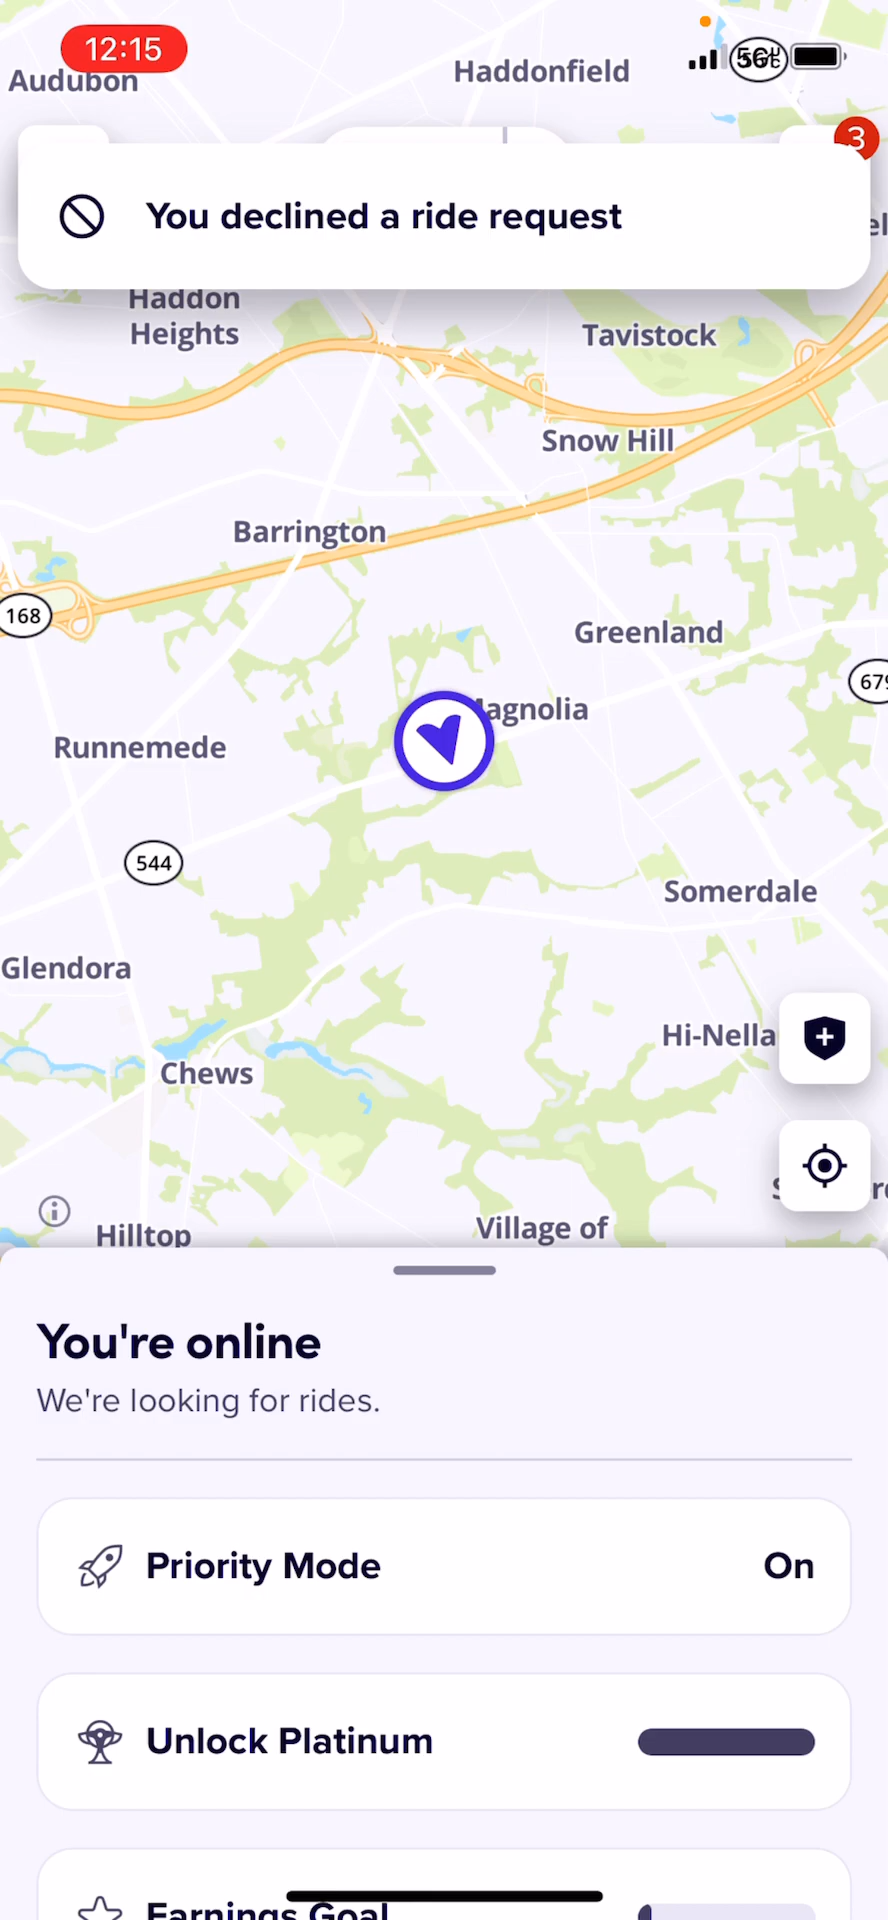 12:15
Audubon
Haddonfield
3
You declined a ride request
Haddon
Heights
Tavistock
Snow Hill
Barrington
168
Greenland
679
Magnolia
Runnemede
544
Somerdale
Glendora
Hi-Nella
Chews
Hilltop
Village of
You're online
We're looking for rides.
Priority Mode
On
Unlock Platinum
Earnings Goal